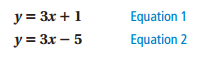 y = 3x + 1 Equation 1
y = 3x − 5 Equation 2